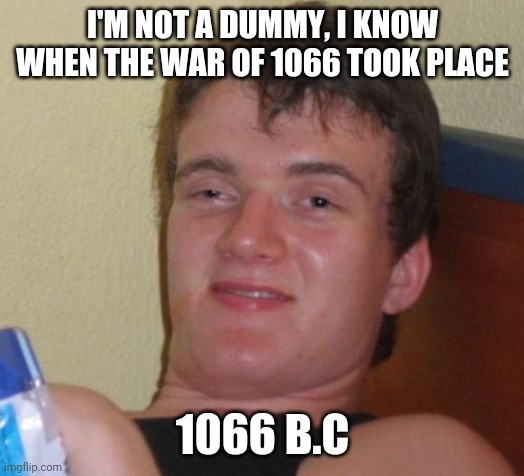 I'M NOT A DUMMY, I KNOW
WHEN THE WAR OF 1066 TOOK PLACE
1066 B.C
imgflip.com